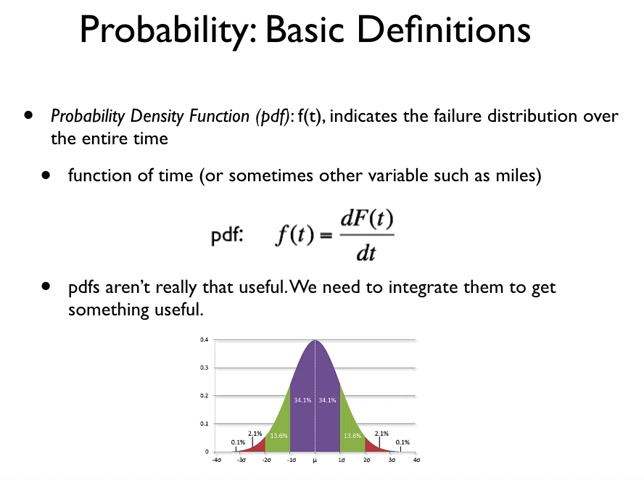 Probability: Basic Definitions
• Probability Density Function (pdf): f(t), indicates the failure distribution over
the entire time
• function of time (or sometimes other variable such as miles)
pdf: f(t) = dF(t)/dt
• pdfs aren't really that useful. We need to integrate them to get
something useful.
0.4
0.3
0.2
0.1
0
34.1% 34.1%
0.1% 2.1% 13.6% 13.6% 2.1% 0.1%
-4σ -3σ -2σ -1σ μ 1σ 2σ 3σ 4σ